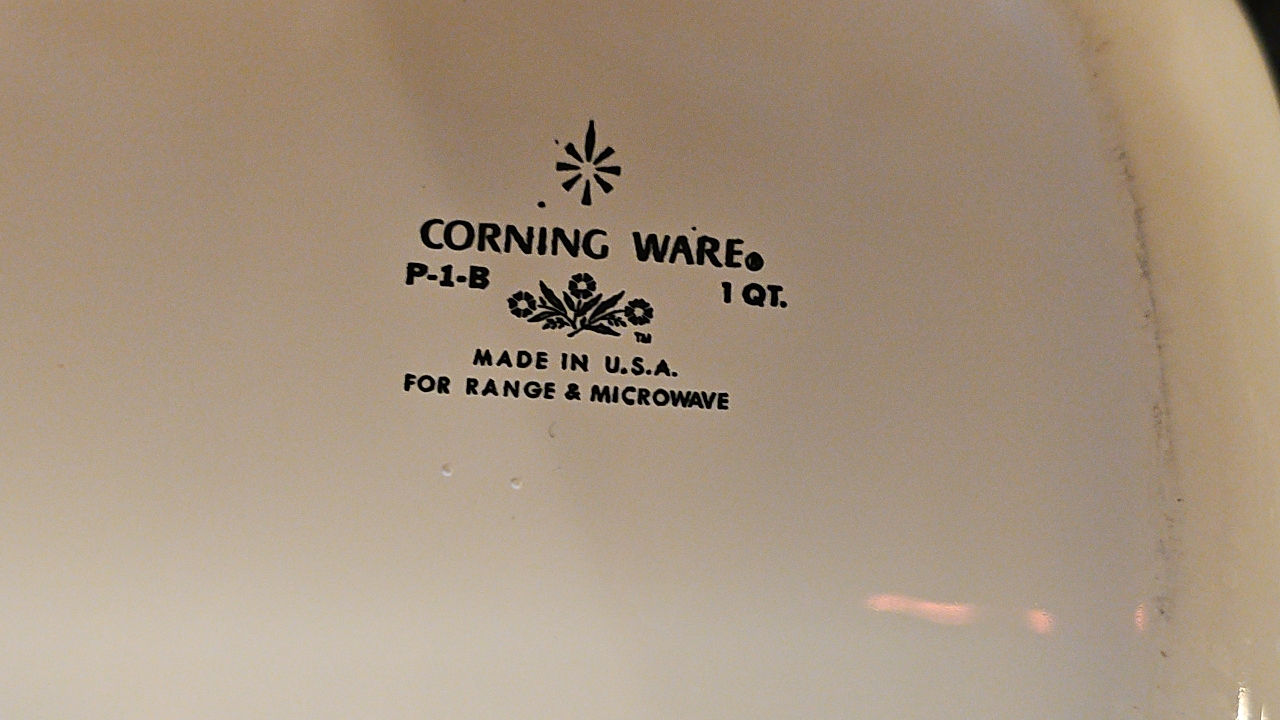 CORNING WARE®
P-1-B 1 QT.
TM
MADE IN U.S.A.
FOR RANGE & MICROWAVE